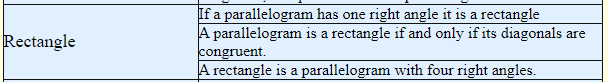 If a parallelogram has one right angle it is a rectangle
Rectangle
A parallelogram is a rectangle if and only if its diagonals are
congruent.
A rectangle is a parallelogram with four right angles.